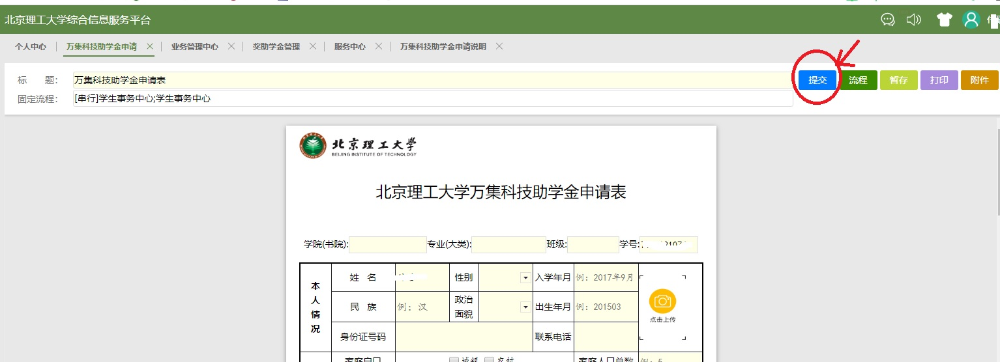 北京理工大学综合信息服务平台
个人中心 万集科技助学金申请 业务管理中心 奖助学金管理 服务中心 万集科技助学金申请说明
标 题： 万集科技助学金申请表 提交 流程 暂存 打印 附件
固定流程： [串行]学生事务中心;学生事务中心
北京理工大学
BEIJING INSTITUTE OF TECHNOLOGY
北京理工大学万集科技助学金申请表
学院(书院): 专业(大类): 班级: 学号:
本人情况
姓 名 性别 入学年月 例：2017年9月
民 族 例：汉 政治面貌 出生年月 例：201503
点击上传
身份证号码 联系电话
家庭户口 城镇 农村 家庭人口总数 例：5